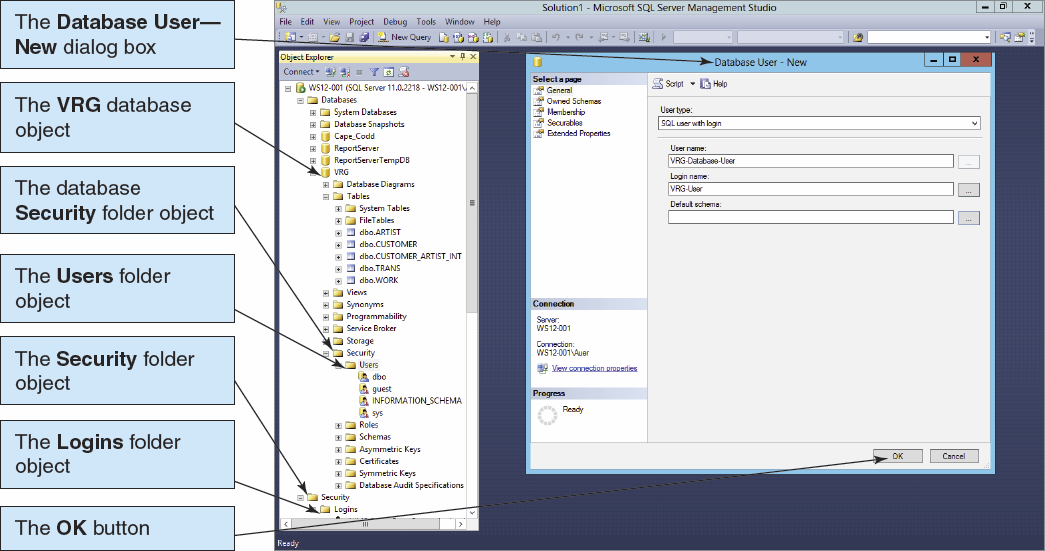 The Database User—
New dialog box
The VRG database
object
The database
Security folder object
The Users folder
object
The Security folder
object
The Logins folder
object
The OK button
Solution1 - Microsoft SQL Server Management Studio
File Edit View Project Debug Tools Window Help
New Query
Object Explorer
Connect
WS12-001 (SQL Server 11.0.2218 - WS12-001\
Databases
System Databases
Database Snapshots
Cape_Codd
ReportServer
ReportServerTempDB
VRG
Database Diagrams
Tables
System Tables
FileTables
dbo.ARTIST
dbo.CUSTOMER
dbo.CUSTOMER_ARTIST_INT
dbo.TRANS
dbo.WORK
Views
Synonyms
Programmability
Service Broker
Storage
Security
Users
dbo
guest
INFORMATION_SCHEMA
sys
Roles
Schemas
Asymmetric Keys
Certificates
Symmetric Keys
Database Audit Specifications
Security
Logins
Ready
Database User - New
Select a page
General
Owned Schemas
Membership
Securables
Extended Properties
Connection
Server:
WS12-001
Connection:
WS12-001\Auer
View connection properties
Progress
Ready
Script Help
User type:
SQL user with login
User name:
VRG-Database-User
...
Login name:
VRG-User
...
Default schema:
...
OK Cancel